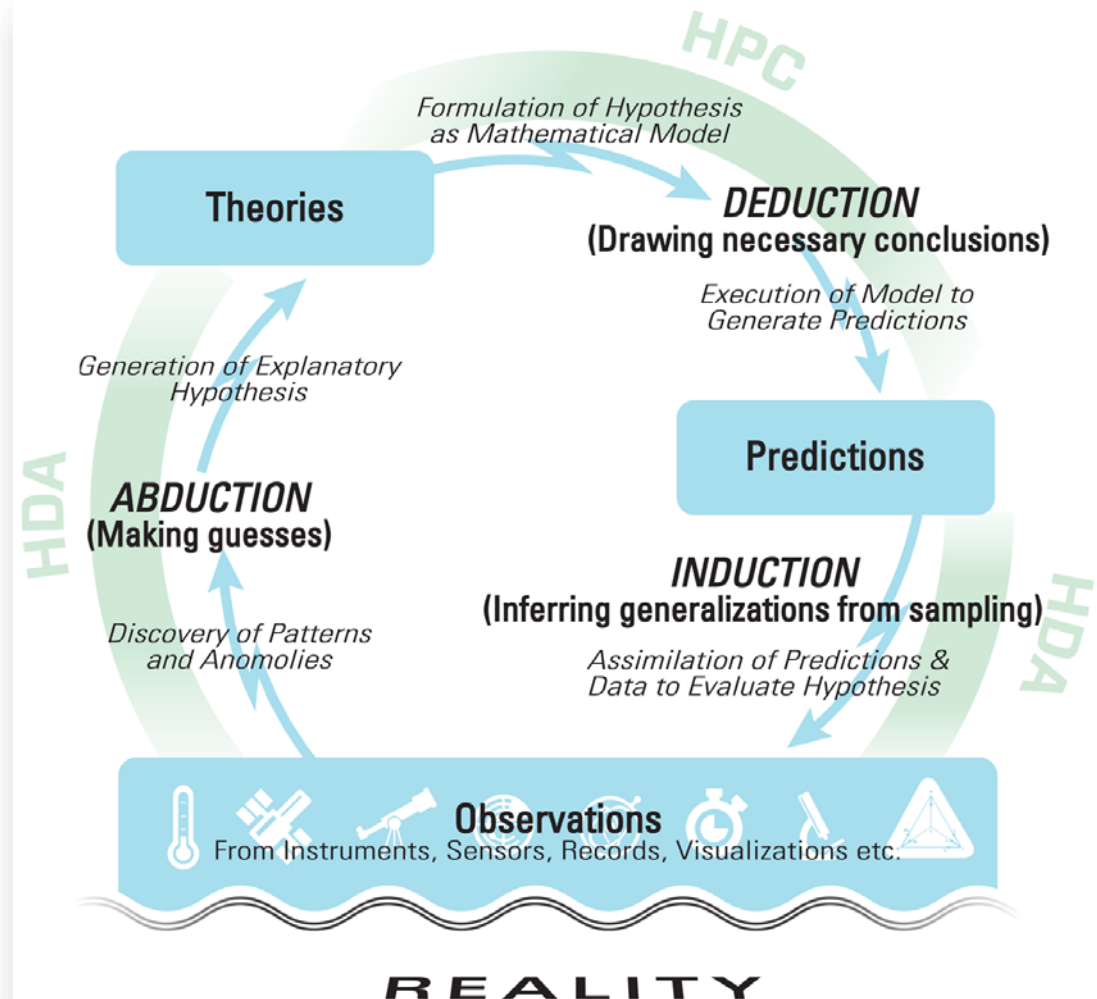 HPC
Formulation of Hypothesis
as Mathematical Model
Theories
DEDUCTION
(Drawing necessary conclusions)
Execution of Model to
Generate Predictions
Generation of Explanatory
Hypothesis
Predictions
HDA
ABDUCTION
(Making guesses)
INDUCTION
(Inferring generalizations from sampling)
HDA
Discovery of Patterns
and Anomolies
Assimilation of Predictions &
Data to Evaluate Hypothesis
Observations
From Instruments, Sensors, Records, Visualizations etc.
REALITY